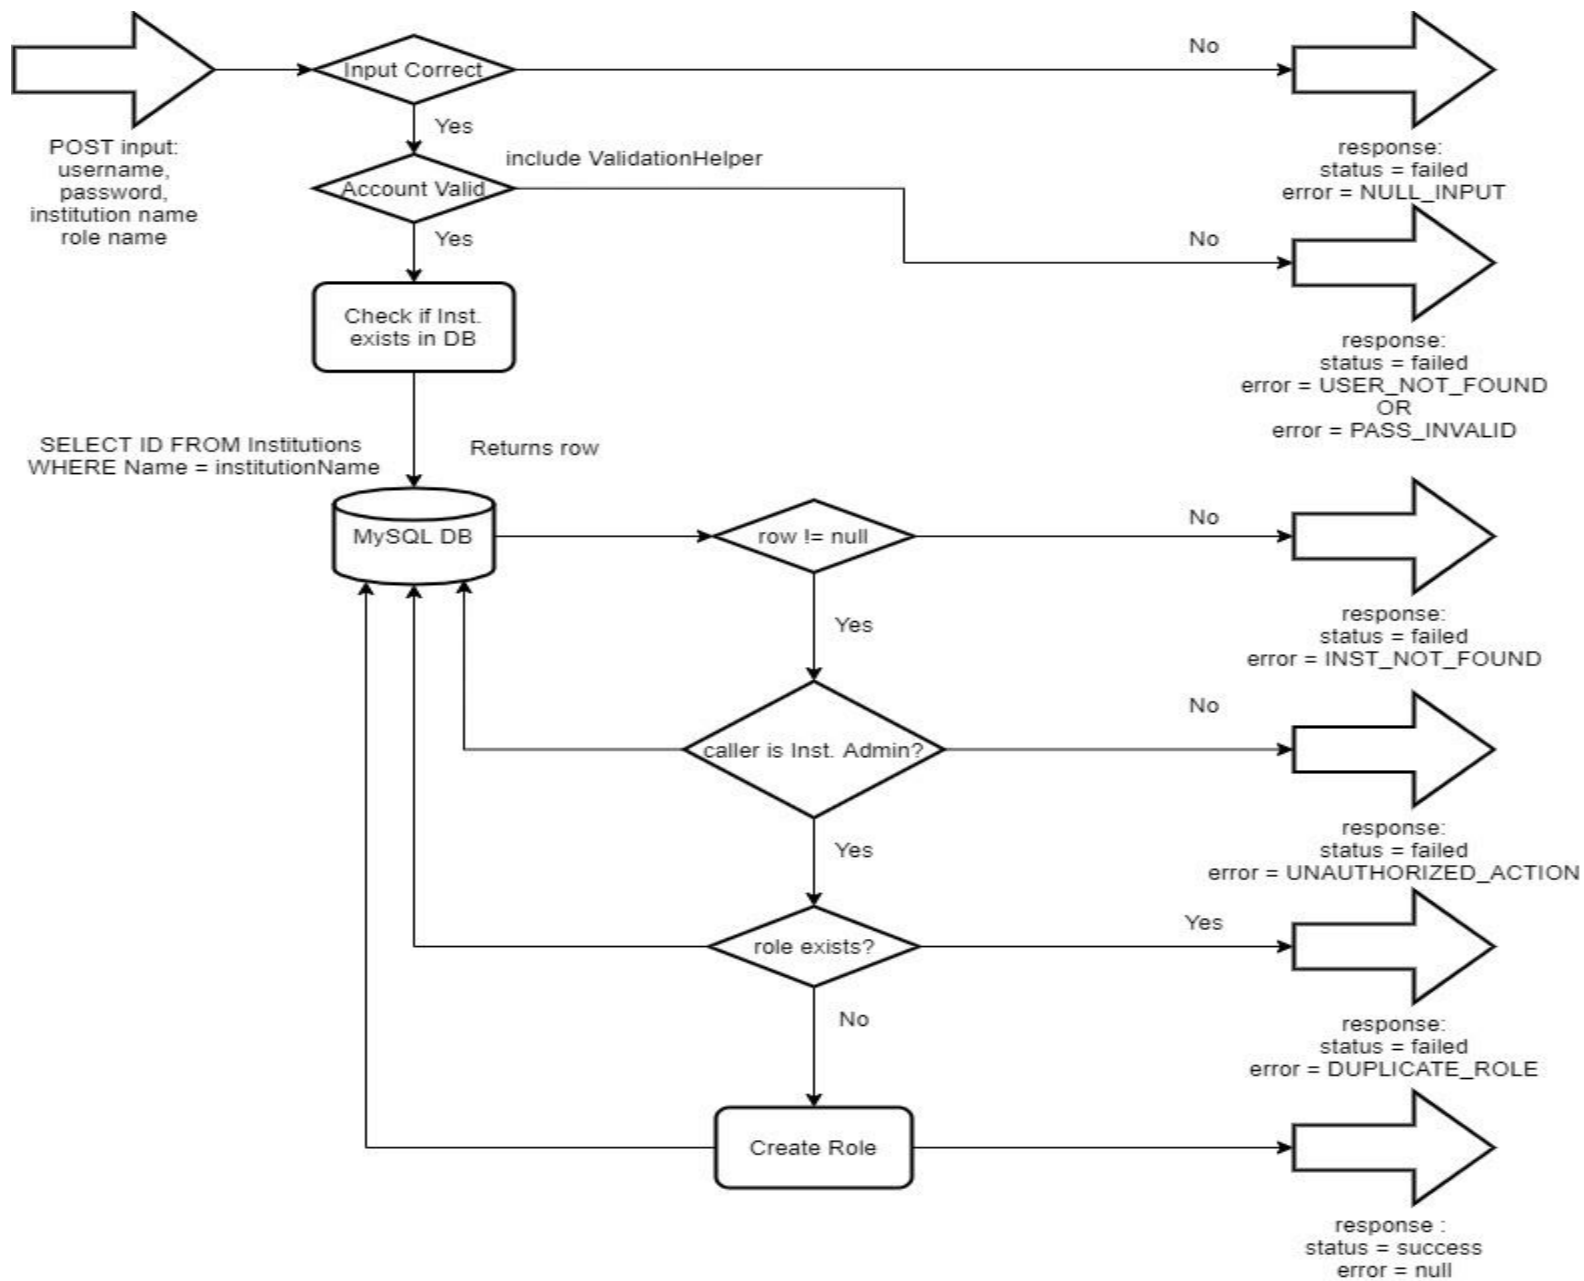 Input Correct
No
POST input:
username,
password,
institution name
role name
Yes
response:
status = failed
error = NULL_INPUT
include ValidationHelper
Account Valid
Yes
No
Check if Inst.
exists in DB
response:
status = failed
error = USER_NOT_FOUND
OR
error = PASS_INVALID
SELECT ID FROM Institutions
WHERE Name = institutionName
Returns row
MySQL DB
row != null
No
Yes
response:
status = failed
error = INST_NOT_FOUND
caller is Inst. Admin?
No
Yes
response:
status = failed
error = UNAUTHORIZED_ACTION
role exists?
Yes
No
response:
status = failed
error = DUPLICATE_ROLE
Create Role
response :
status = success
error = null